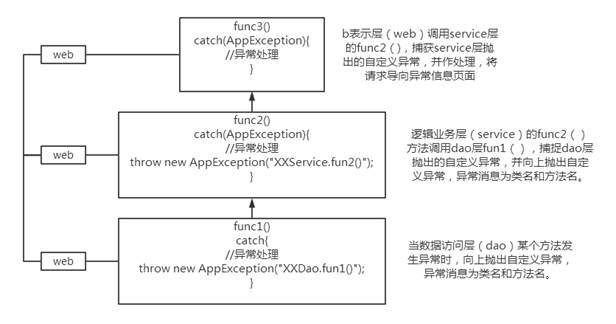 func3()
catch(AppException){
//异常处理
}
web
b表示层（web）调用service层
的func2 ( ) ，捕获service层抛
出的自定义异常，并作处理，将
请求导向异常信息页面
func2()
catch(AppException){
//异常处理
throw new AppException("XXService.fun2()");
}
web
逻辑业务层（service）的func2（ ）
方法调用dao层fun1（ ），捕捉dao层
抛出的自定义异常，并向上抛出自定
义异常，异常消息为类名和方法名。
func1()
catch{
//异常处理
throw new AppException("XXDao.fun1()");
}
web
当数据访问层（dao）某个方法发
生异常时，向上抛出自定义异常，
异常消息为类名和方法名。